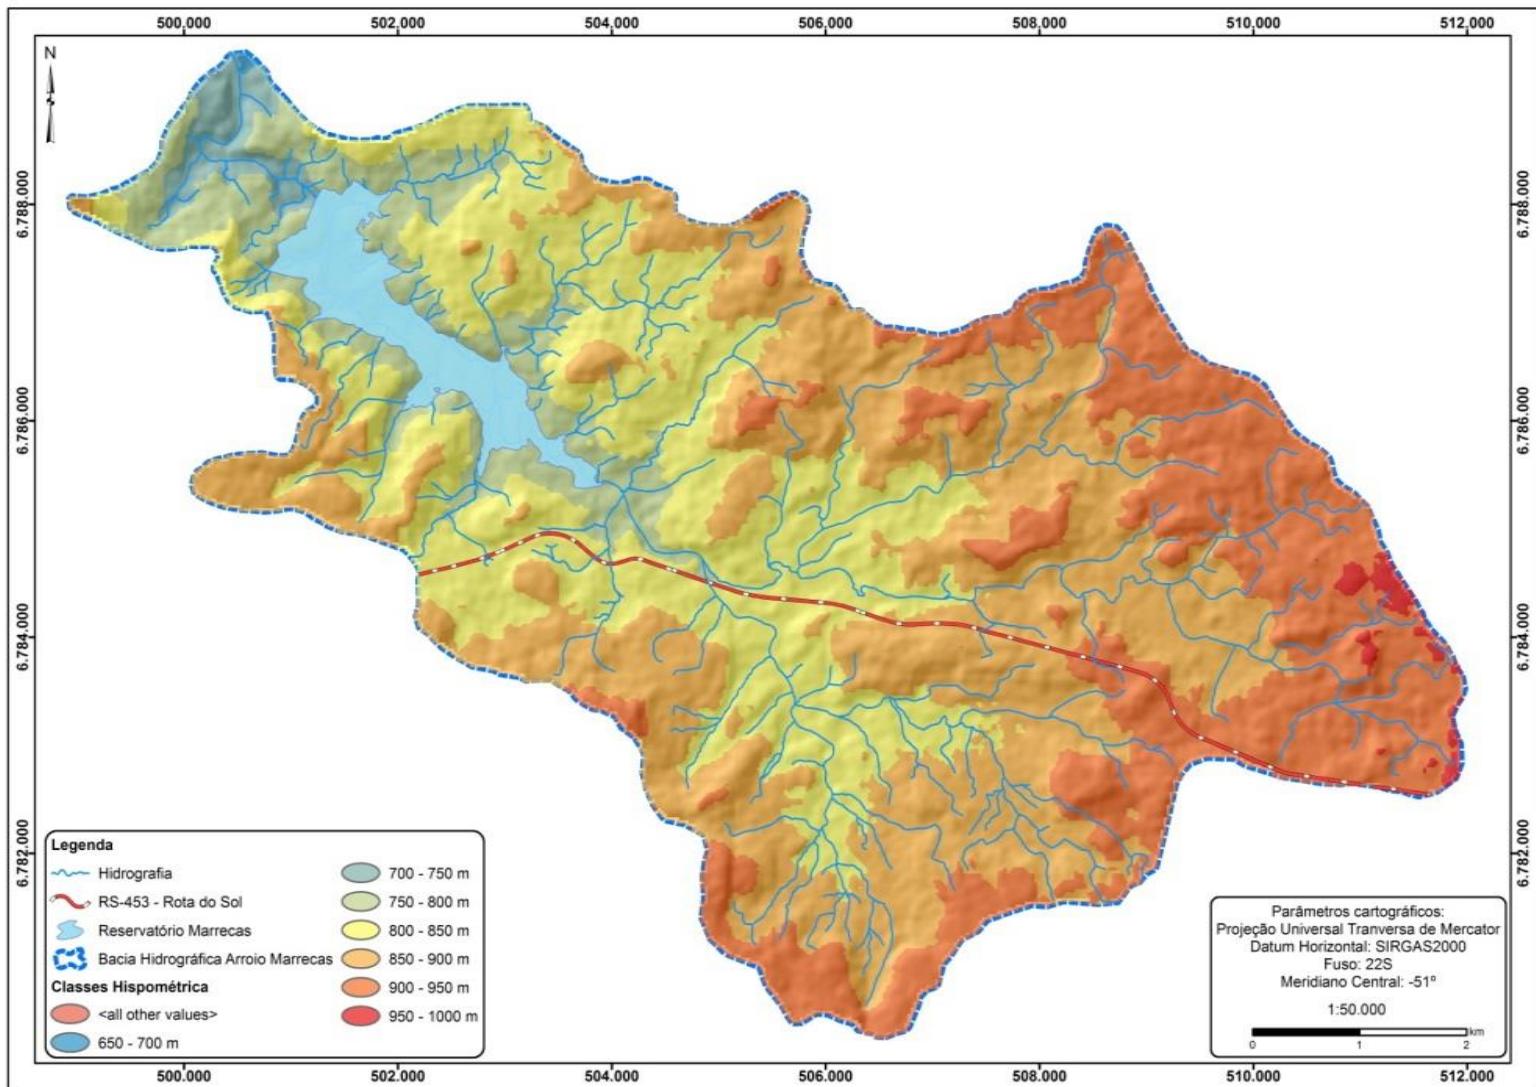 500.000 502.000 504.000 506.000 508.000 510.000 512.000
N
6.788.000 6.788.000
6.786.000 6.786.000
6.784.000 6.784.000
6.782.000 6.782.000
Legenda
Hidrografia
RS-453 - Rota do Sol
Reservatório Marrecas
Bacia Hidrográfica Arroio Marrecas
Classes Hispométrica
<all other values>
650 - 700 m
700 - 750 m
750 - 800 m
800 - 850 m
850 - 900 m
900 - 950 m
950 - 1000 m
Parâmetros cartográficos:
Projeção Universal Tranversa de Mercator
Datum Horizontal: SIRGAS2000
Fuso: 22S
Meridiano Central: -51º
1:50.000
km
0 1 2
500.000 502.000 504.000 506.000 508.000 510.000 512.000